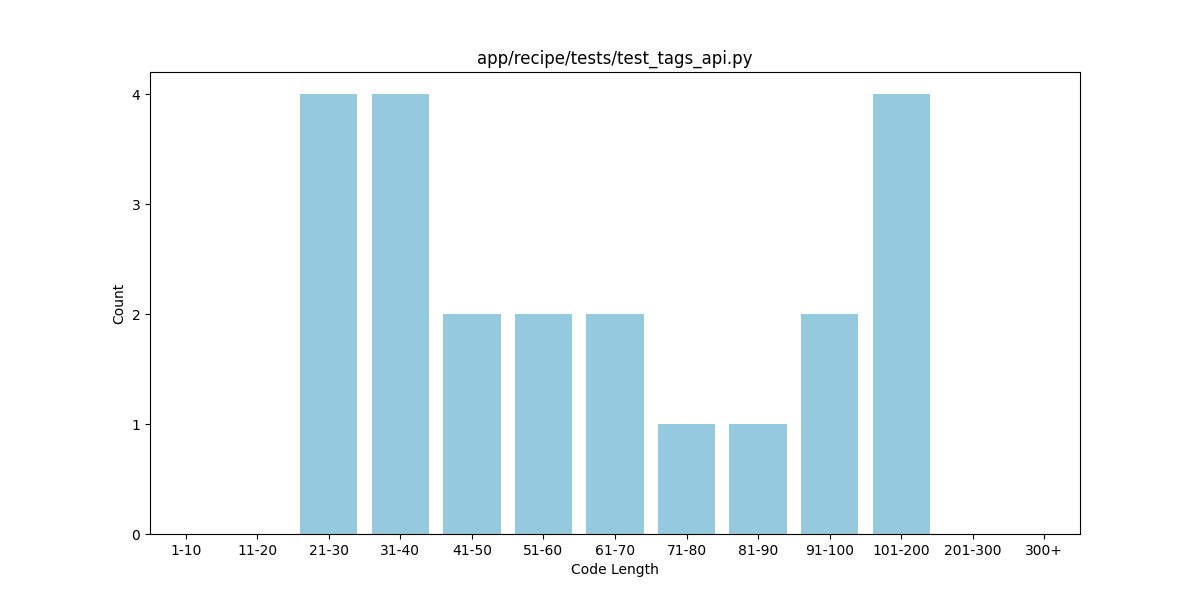 app/recipe/tests/test_tags_api.py
Count
4
3
2
1
0
1-10 11-20 21-30 31-40 41-50 51-60 61-70 71-80 81-90 91-100 101-200 201-300 300+
Code Length